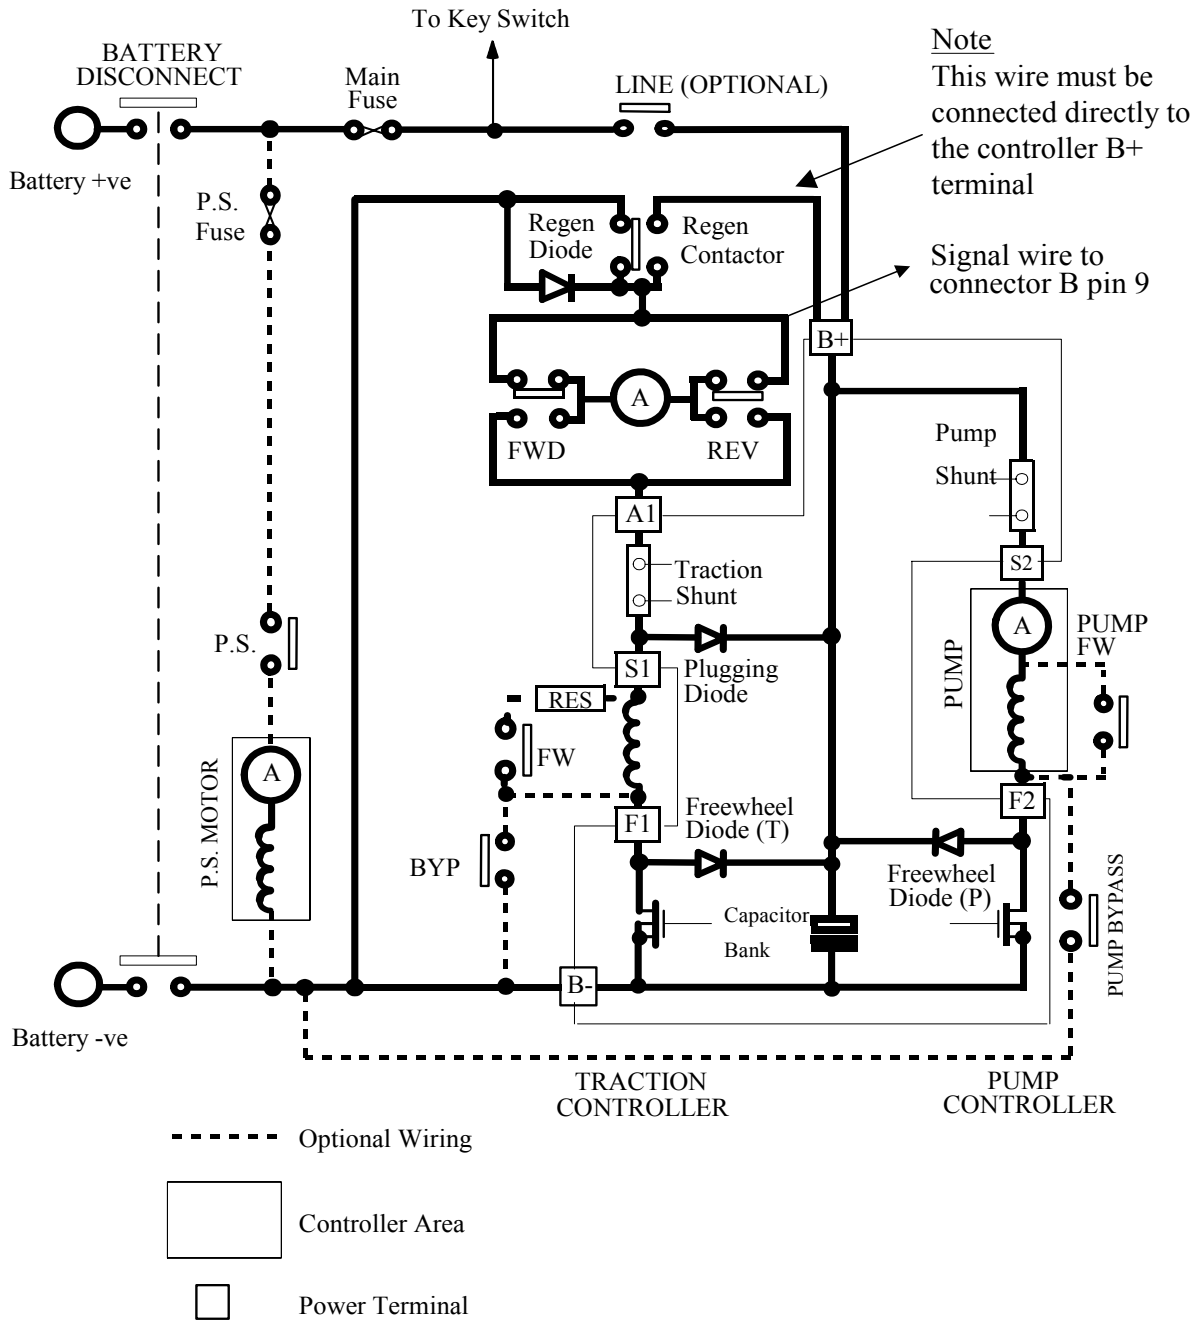 To Key Switch
BATTERY
DISCONNECT
Main
Fuse
LINE (OPTIONAL)
Note
This wire must be
connected directly to
the controller B+
terminal
Battery +ve
P.S.
Fuse
Regen
Diode
Regen
Contactor
Signal wire to
connector B pin 9
B+
A
FWD
REV
Pump
Shunt
A1
Traction
Shunt
S2
P.S.
A
PUMP
PUMP
FW
S1
Plugging
Diode
RES
FW
A
P.S. MOTOR
F1
Freewheel
Diode (T)
F2
BYP
Freewheel
Diode (P)
Capacitor
Bank
PUMP BYPASS
B-
Battery -ve
TRACTION
CONTROLLER
PUMP
CONTROLLER
Optional Wiring
Controller Area
Power Terminal